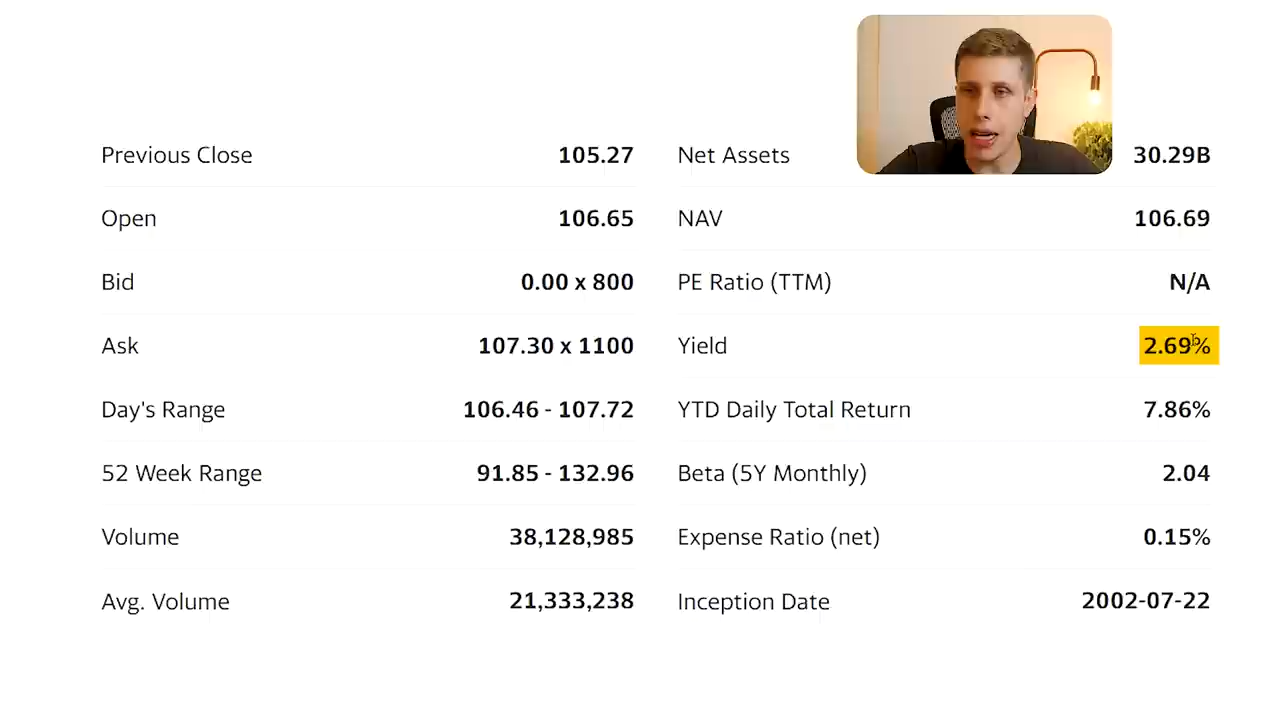 Previous Close 105.27
Open 106.65
Bid 0.00 x 800
Ask 107.30 x 1100
Day's Range 106.46 - 107.72
52 Week Range 91.85 - 132.96
Volume 38,128,985
Avg. Volume 21,333,238
Net Assets 30.29B
NAV 106.69
PE Ratio (TTM) N/A
Yield 2.69%
YTD Daily Total Return 7.86%
Beta (5Y Monthly) 2.04
Expense Ratio (net) 0.15%
Inception Date 2002-07-22